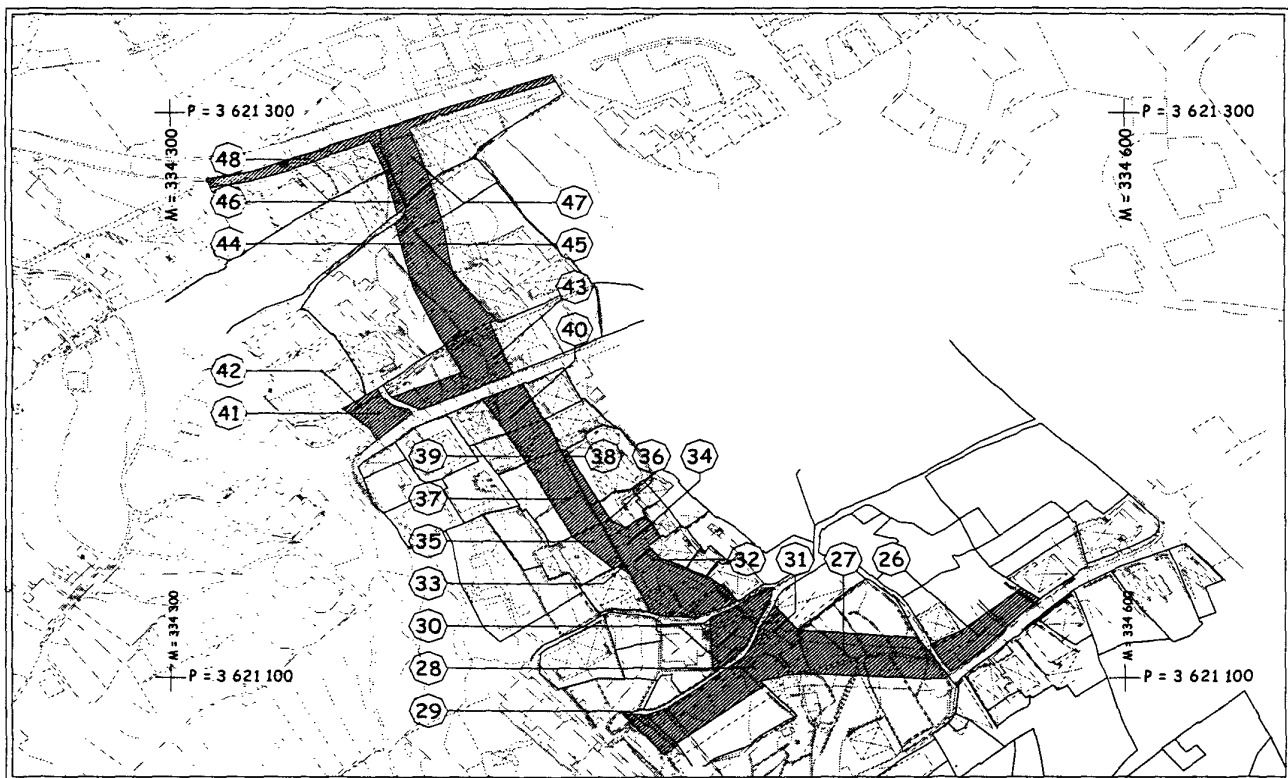 P = 3 621 300
P = 3 621 300
M = 334 300
M = 334 600
48
46
47
44
45
43
40
42
41
39
38
36
34
37
35
32
31
27
26
33
30
M = 334 300
M = 334 600
28
P = 3 621 100
P = 3 621 100
29